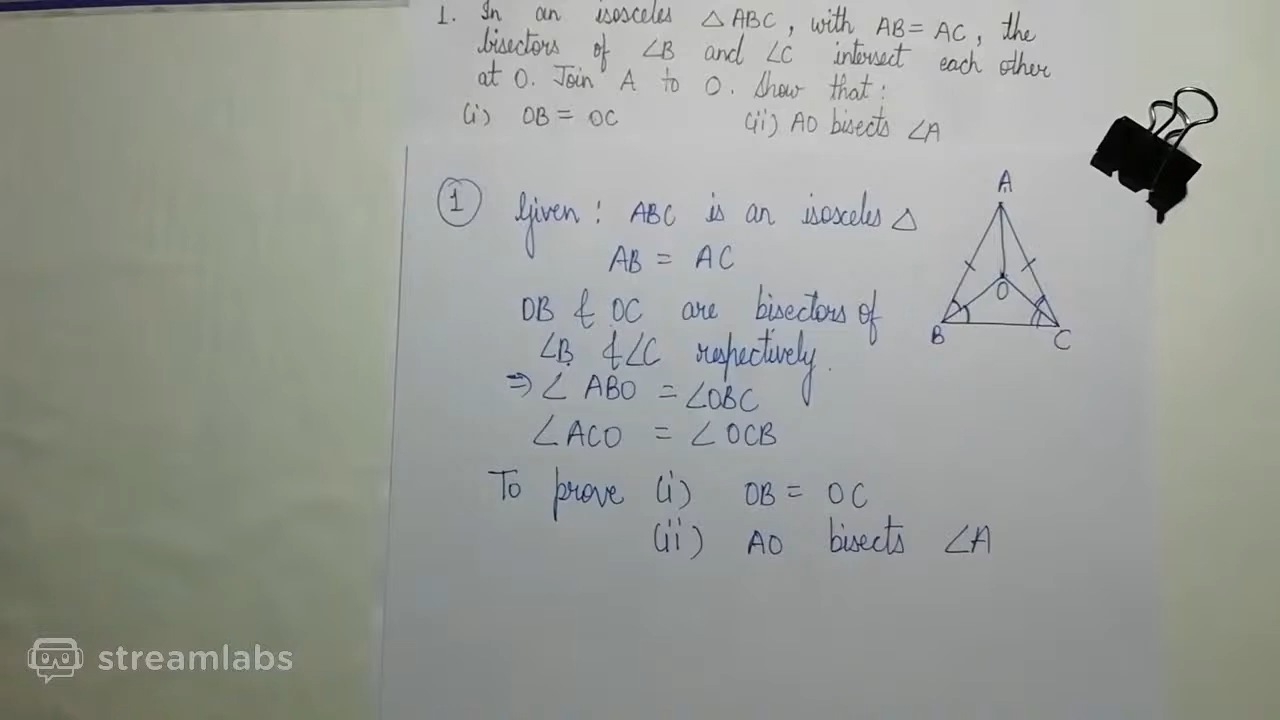 1. In an isosceles △ ABC, with AB = AC, the
bisectors of ∠B and ∠C intersect each other
at O. Join A to O. Show that :
(i) OB = OC (ii) AO bisects ∠A
1 Given : ABC is an isosceles △
AB = AC
OB & OC are bisectors of
∠B & ∠C respectively.
⇒ ∠ ABO = ∠OBC
∠ACO = ∠OCB
To prove (i) OB = OC
(ii) AO bisects ∠A
A
O
B C
streamlabs